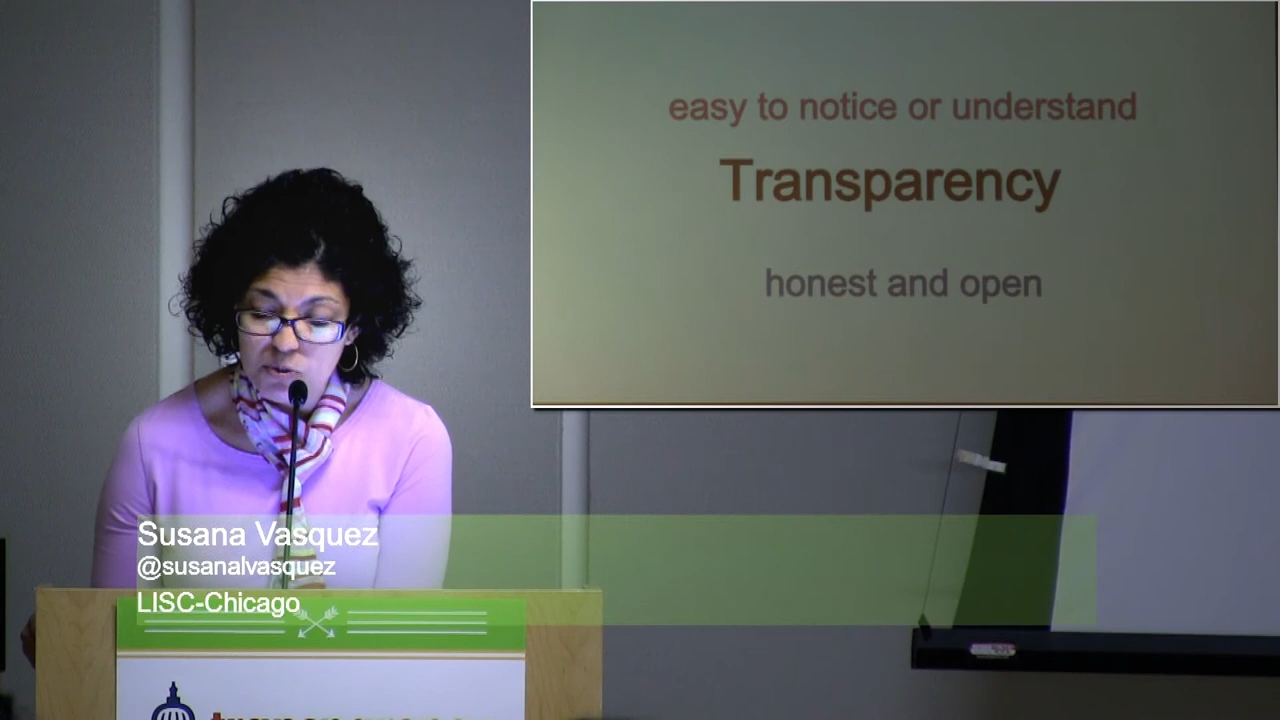 easy to notice or understand
Transparency
honest and open
Susana Vasquez
@susanalvasquez
LISC-Chicago